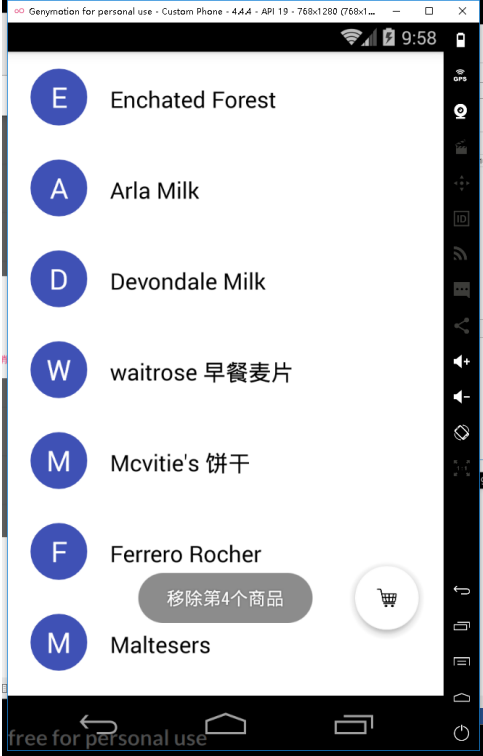 Genymotion for personal use - Custom Phone - 4.4.4 - API 19 - 768x1280 (768x1...
9:58
E
Enchated Forest
GPS
A
Arla Milk
ID
D
Devondale Milk
W
waitrose 早餐麦片
M
Mcvitie's 饼干
F
Ferrero Rocher
移除第4个商品
M
Maltesers
free for personal use